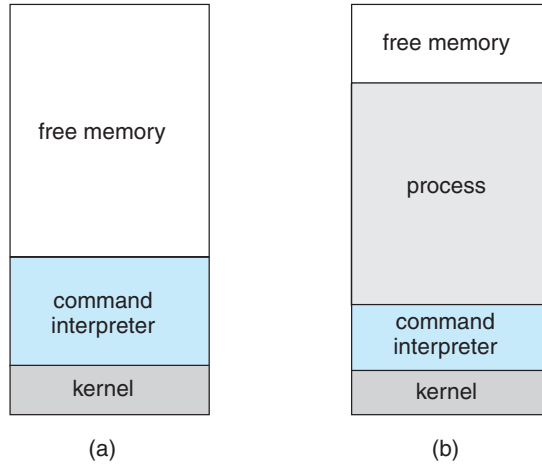 free memory
command
interpreter
kernel
(a)
free memory
process
command
interpreter
kernel
(b)